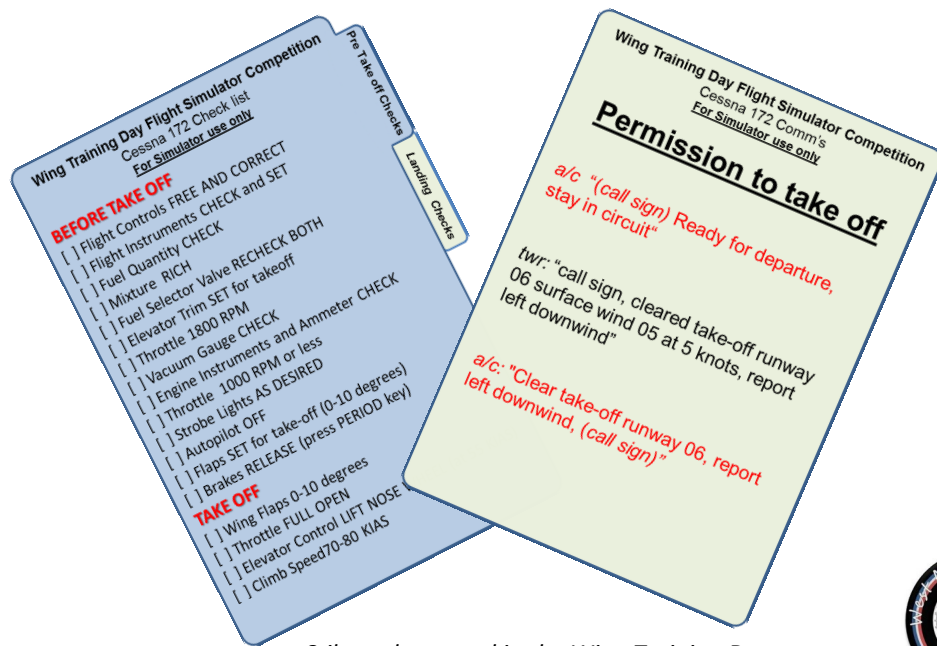 Wing Training Day Flight Simulator Competition
Cessna 172 Check list
For Simulator use only
BEFORE TAKE OFF
[ ] Flight Controls FREE AND CORRECT
[ ] Flight Instruments CHECK and SET
[ ] Fuel Quantity CHECK
[ ] Mixture RICH
[ ] Fuel Selector Valve RECHECK BOTH
[ ] Elevator Trim SET for takeoff
[ ] Throttle 1800 RPM
[ ] Vacuum Gauge CHECK
[ ] Engine Instruments and Ammeter CHECK
[ ] Throttle 1000 RPM or less
[ ] Strobe Lights AS DESIRED
[ ] Autopilot OFF
[ ] Flaps SET for take-off (0-10 degrees)
[ ] Brakes RELEASE (press PERIOD key)
TAKE OFF
[ ] Wing Flaps 0-10 degrees
[ ] Throttle FULL OPEN
[ ] Elevator Control LIFT NOSE
[ ] Climb Speed70-80 KIAS
Pre Take off Checks
Landing Checks
Wing Training Day Flight Simulator Competition
Cessna 172 Comm's
For Simulator use only
Permission to take off
a/c "(call sign) Ready for departure,
stay in circuit"
twr: "call sign, cleared take-off runway
06 surface wind 05 at 5 knots, report
left downwind"
a/c: "Clear take-off runway 06, report
left downwind, (call sign)"
West